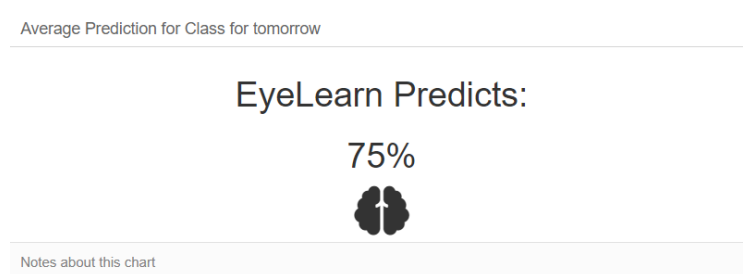 Average Prediction for Class for tomorrow
EyeLearn Predicts:
75%
Notes about this chart